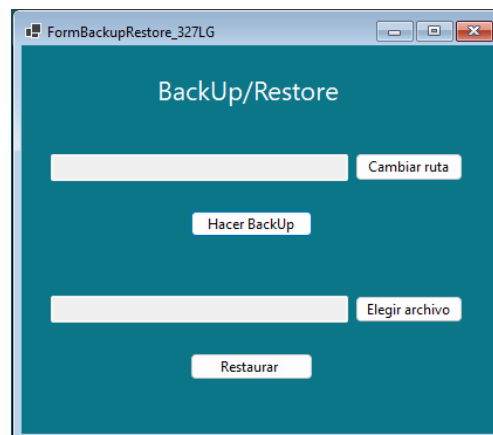 FormBackupRestore_327LG
BackUp/Restore
Cambiar ruta
Hacer BackUp
Elegir archivo
Restaurar